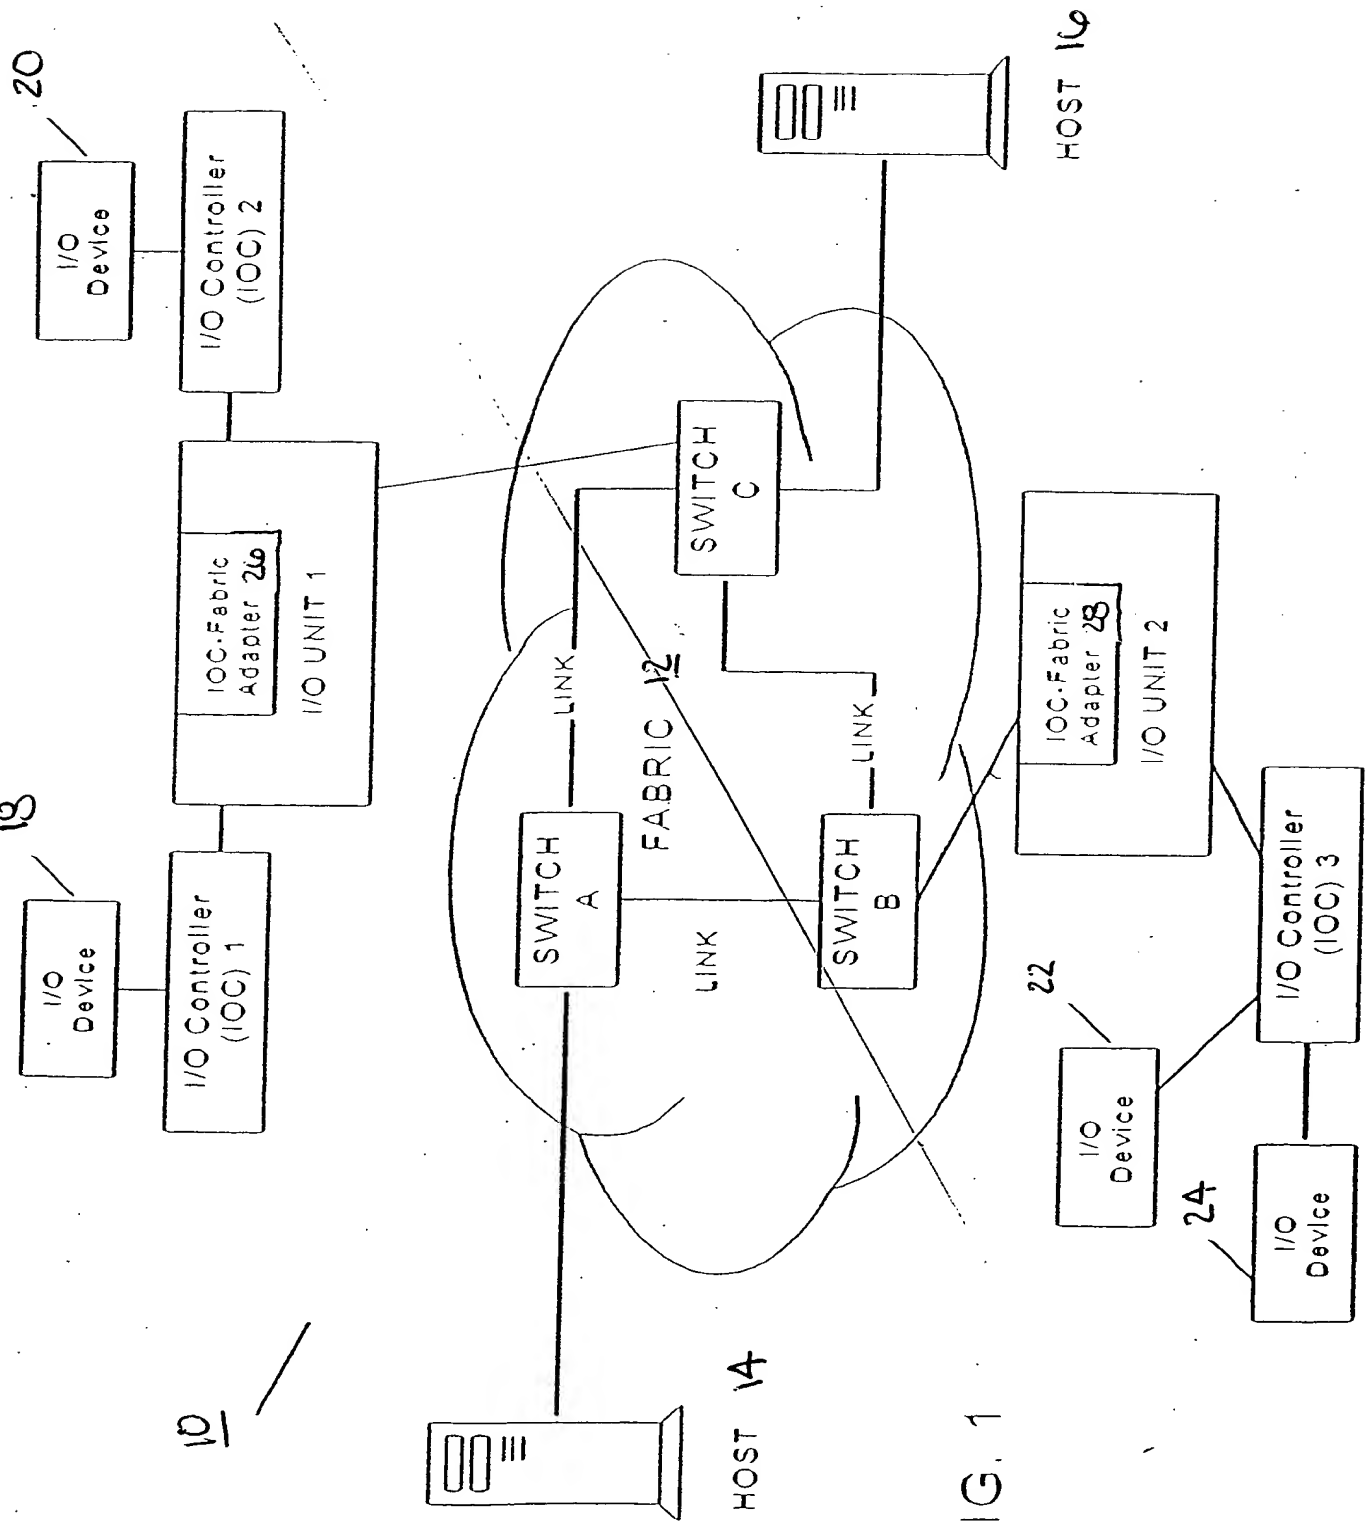 10
18
I/O
Device
I/O Controller
(IOC) 1
IOC-Fabric
Adapter 26
I/O UNIT 1
20
I/O
Device
I/O Controller
(IOC) 2
HOST 14
SWITCH
A
LINK
FABRIC 12
LINK
SWITCH
B
LINK
SWITCH
C
HOST 16
22
I/O
Device
24
I/O
Device
I/O Controller
(IOC) 3
IOC-Fabric
Adapter 28
I/O UNIT 2
IG. 1